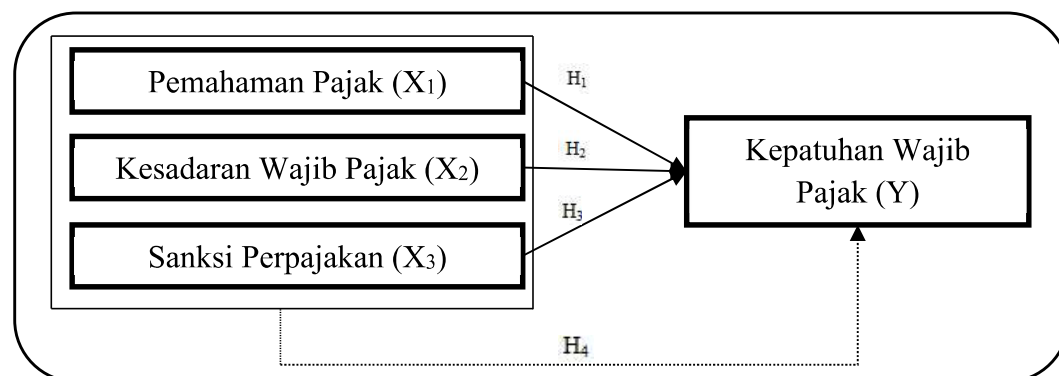 Pemahaman Pajak (X₁)
H₁
Kesadaran Wajib Pajak (X₂)
H₂
Sanksi Perpajakan (X₃)
H₃
Kepatuhan Wajib
Pajak (Y)
H₄